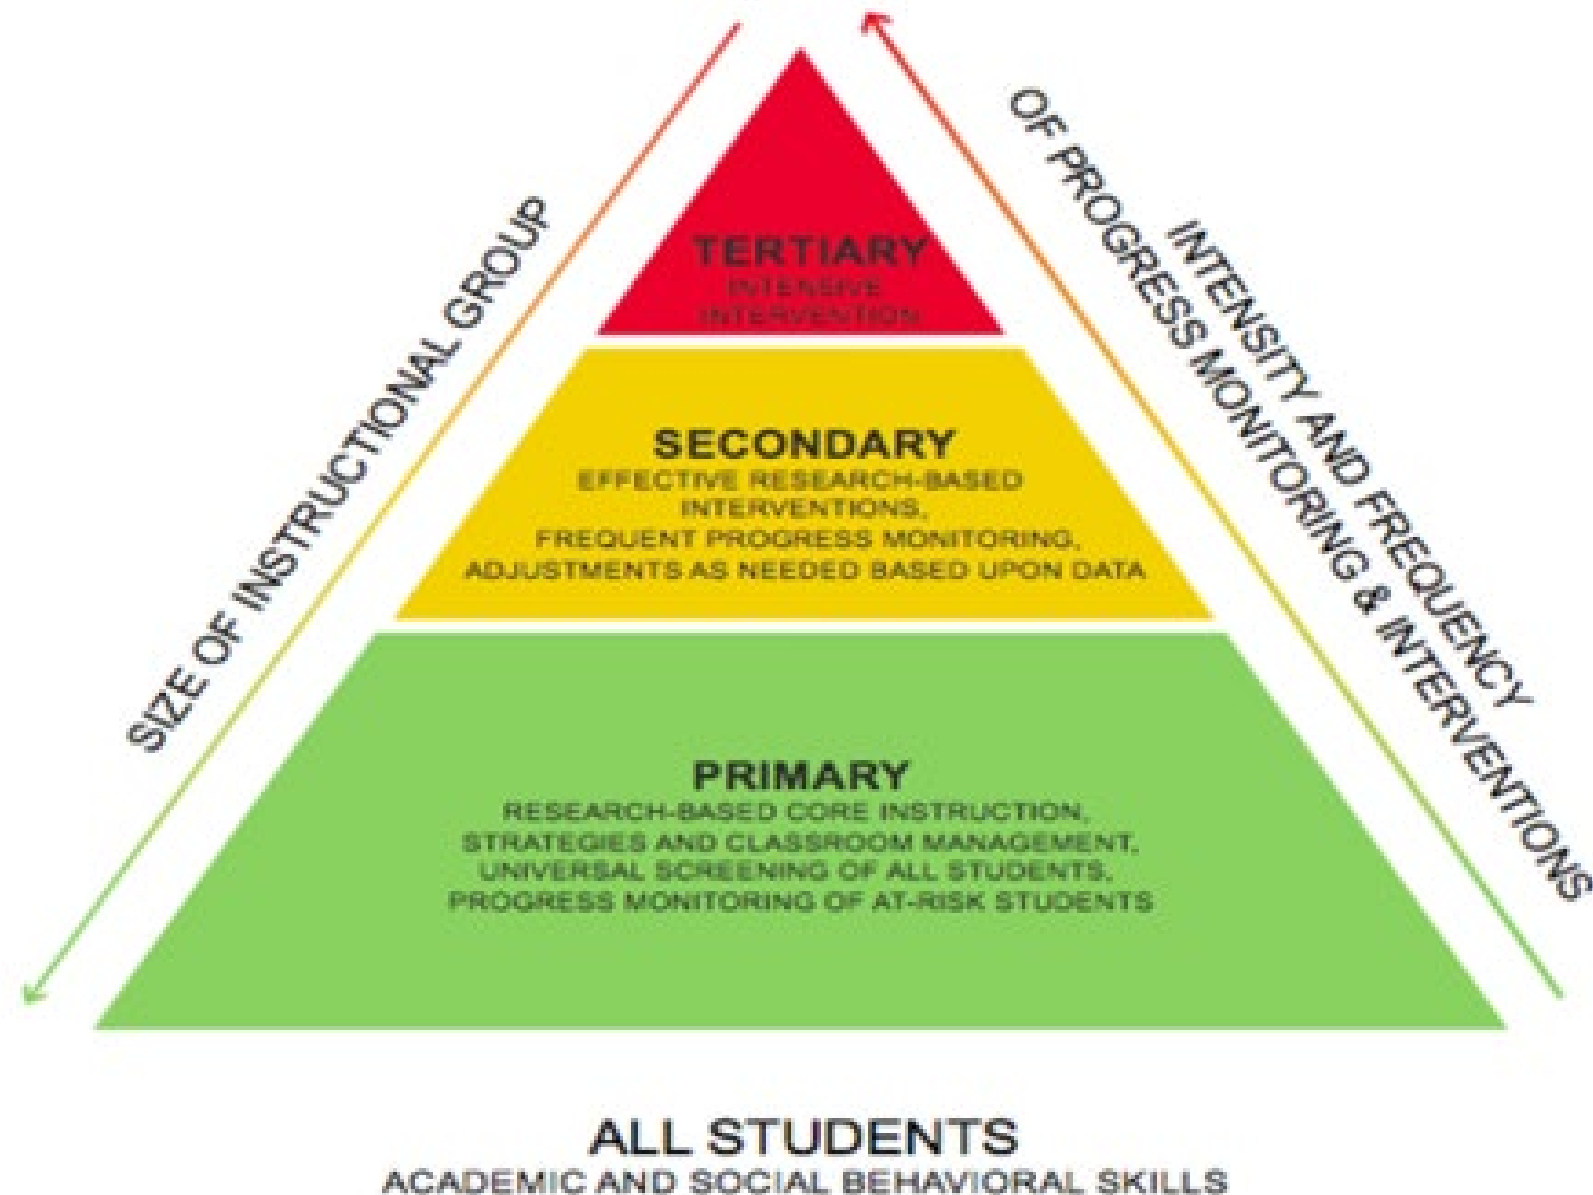 SIZE OF INSTRUCTIONAL GROUP
INTENSITY AND FREQUENCY
OF PROGRESS MONITORING & INTERVENTIONS
TERTIARY
INTENSIVE
INTERVENTION
SECONDARY
EFFECTIVE RESEARCH-BASED
INTERVENTIONS,
FREQUENT PROGRESS MONITORING,
ADJUSTMENTS AS NEEDED BASED UPON DATA
PRIMARY
RESEARCH-BASED CORE INSTRUCTION,
STRATEGIES AND CLASSROOM MANAGEMENT,
UNIVERSAL SCREENING OF ALL STUDENTS,
PROGRESS MONITORING OF AT-RISK STUDENTS
ALL STUDENTS
ACADEMIC AND SOCIAL BEHAVIORAL SKILLS